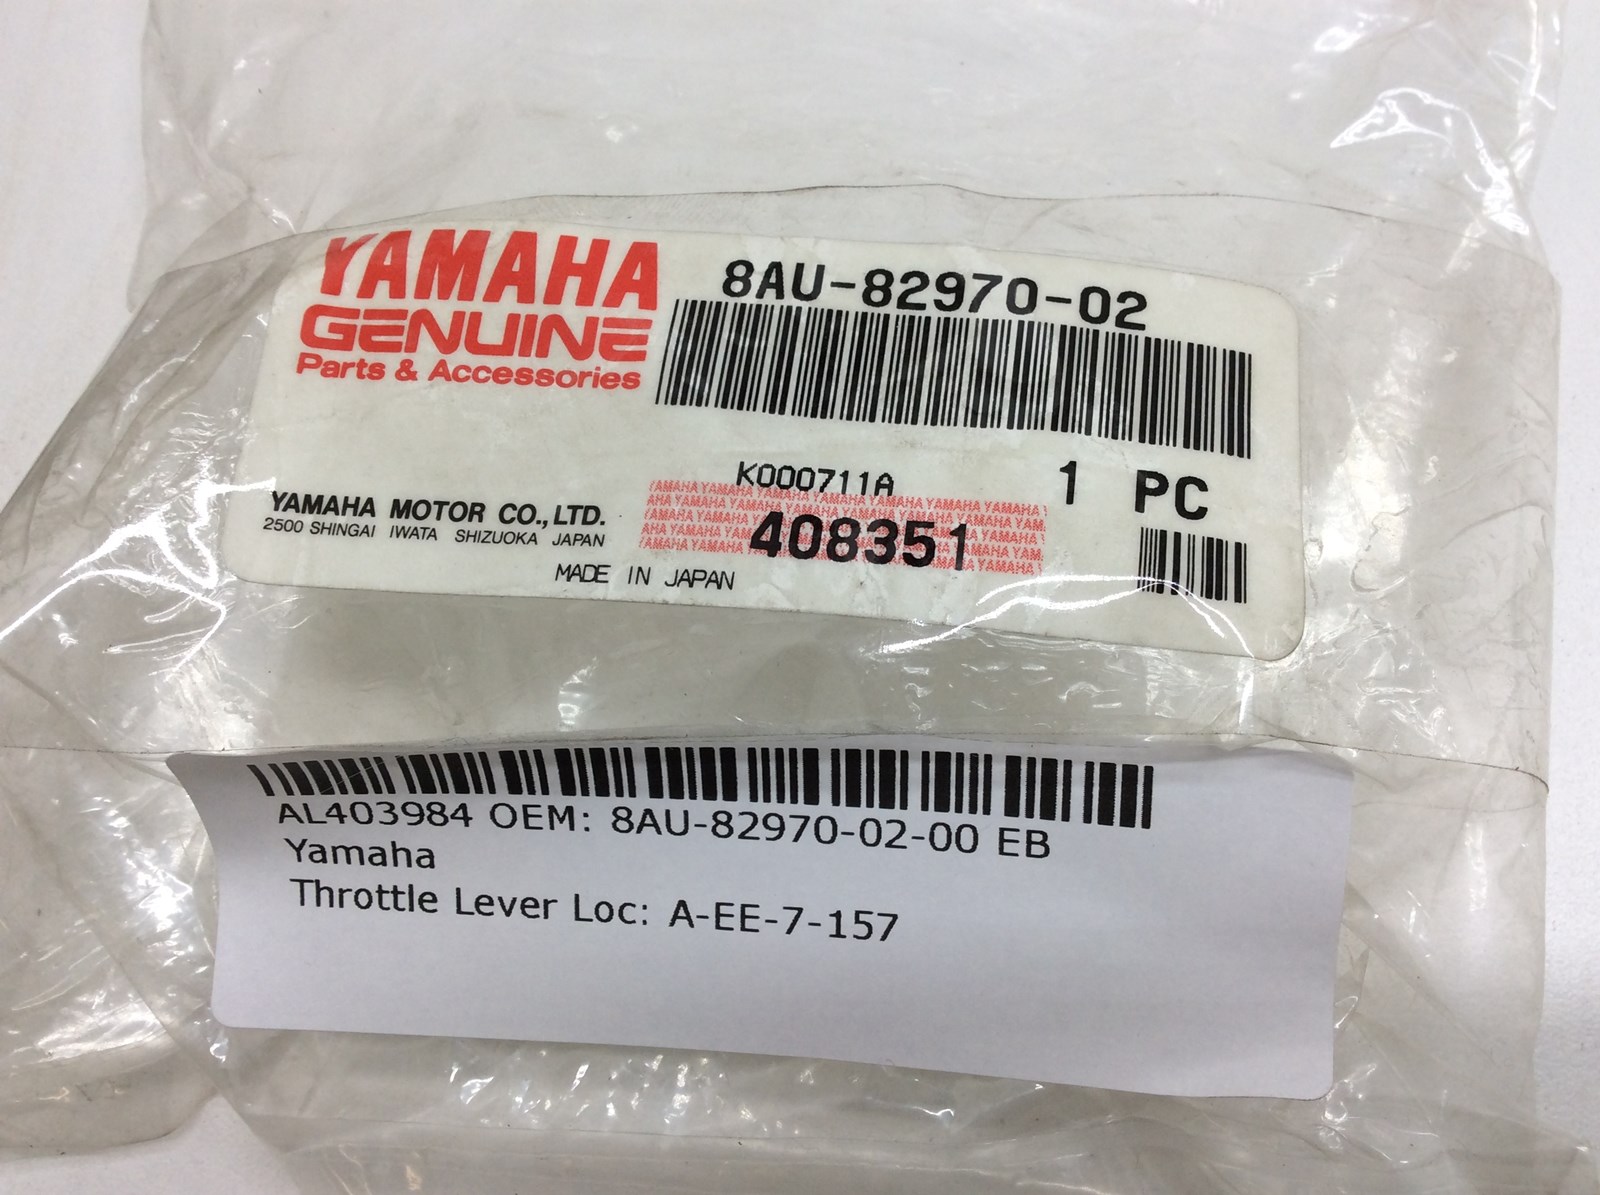 YAMAHA
GENUINE
Parts & Accessories
8AU-82970-02
K000711A
1 PC
408351
YAMAHA MOTOR CO., LTD.
2500 SHINGAI IWATA SHIZUOKA JAPAN
MADE IN JAPAN
AL403984 OEM: 8AU-82970-02-00 EB
Yamaha
Throttle Lever Loc: A-EE-7-157